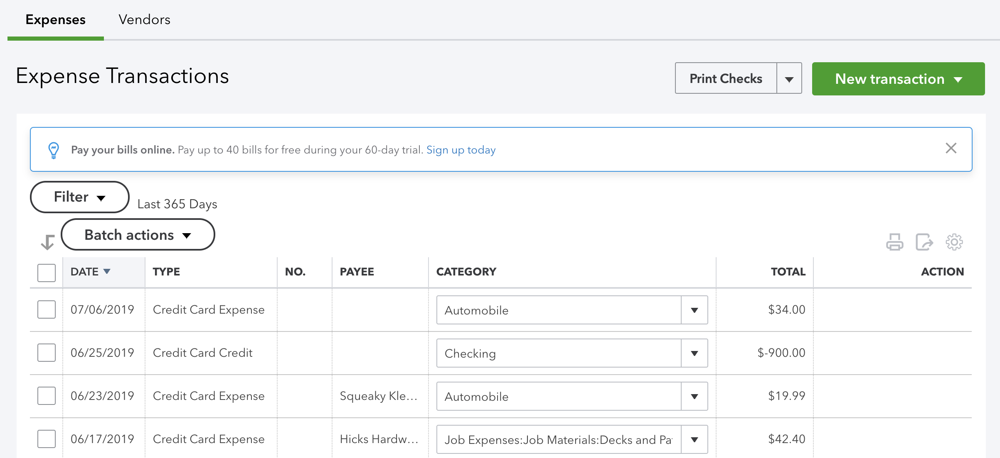 Expenses Vendors
Expense Transactions
Print Checks New transaction
Pay your bills online. Pay up to 40 bills for free during your 60-day trial. Sign up today
Filter Last 365 Days
Batch actions
DATE TYPE NO. PAYEE CATEGORY TOTAL ACTION
07/06/2019 Credit Card Expense Automobile $34.00
06/25/2019 Credit Card Credit Checking $-900.00
06/23/2019 Credit Card Expense Squeaky Kle... Automobile $19.99
06/17/2019 Credit Card Expense Hicks Hardw... Job Expenses:Job Materials:Decks and Pa $42.40